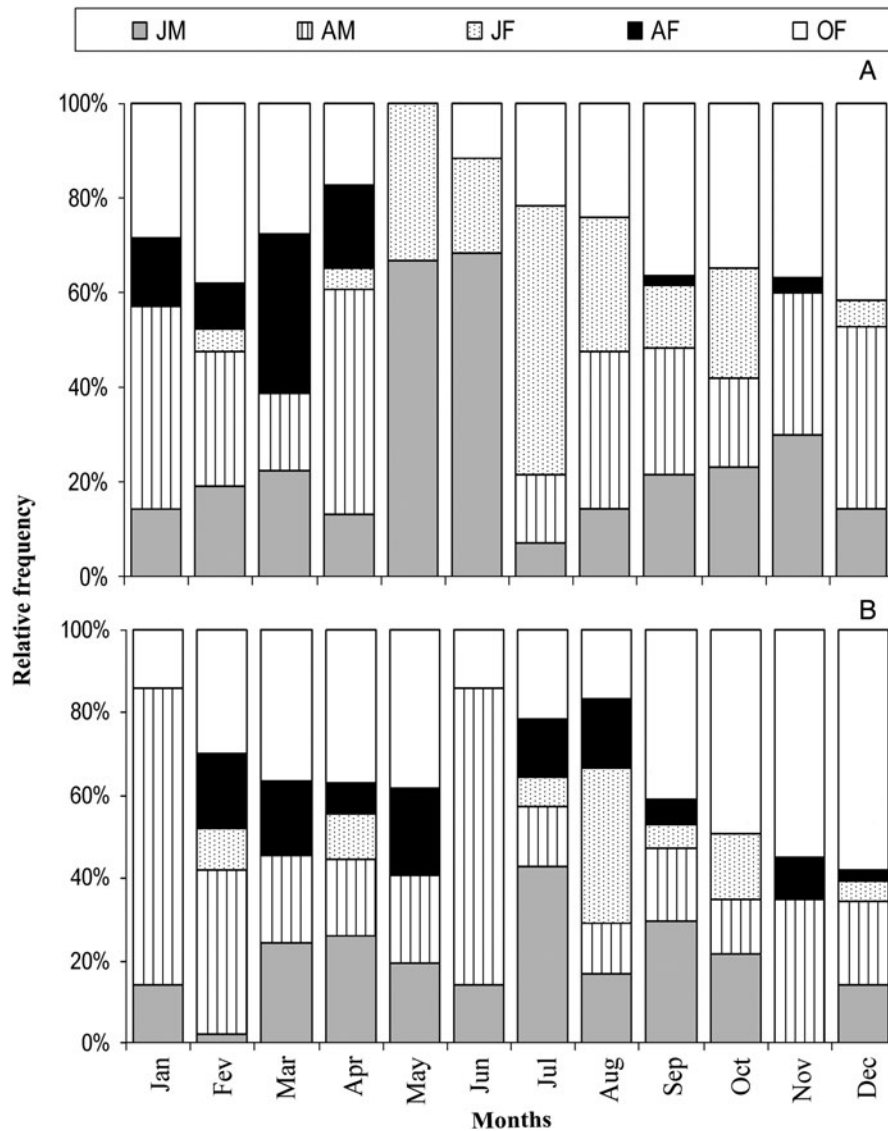 JM AM JF AF OF
A
100%
80%
60%
40%
20%
0%
B
100%
80%
60%
40%
20%
0%
Relative frequency
Jan Fev Mar Apr May Jun Jul Aug Sep Oct Nov Dec
Months